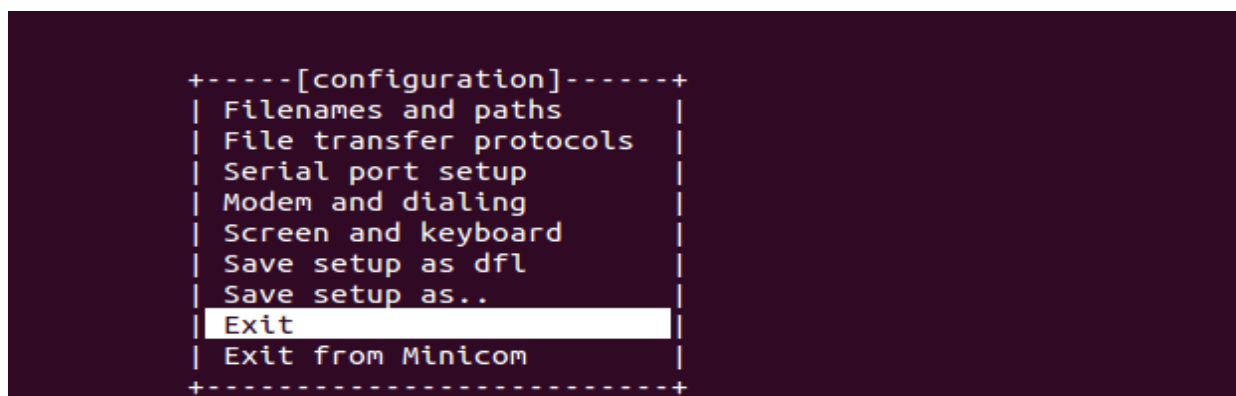 +-----[configuration]------+
| Filenames and paths      |
| File transfer protocols  |
| Serial port setup        |
| Modem and dialing        |
| Screen and keyboard      |
| Save setup as dfl        |
| Save setup as..          |
| Exit                     |
| Exit from Minicom        |
+--------------------------+